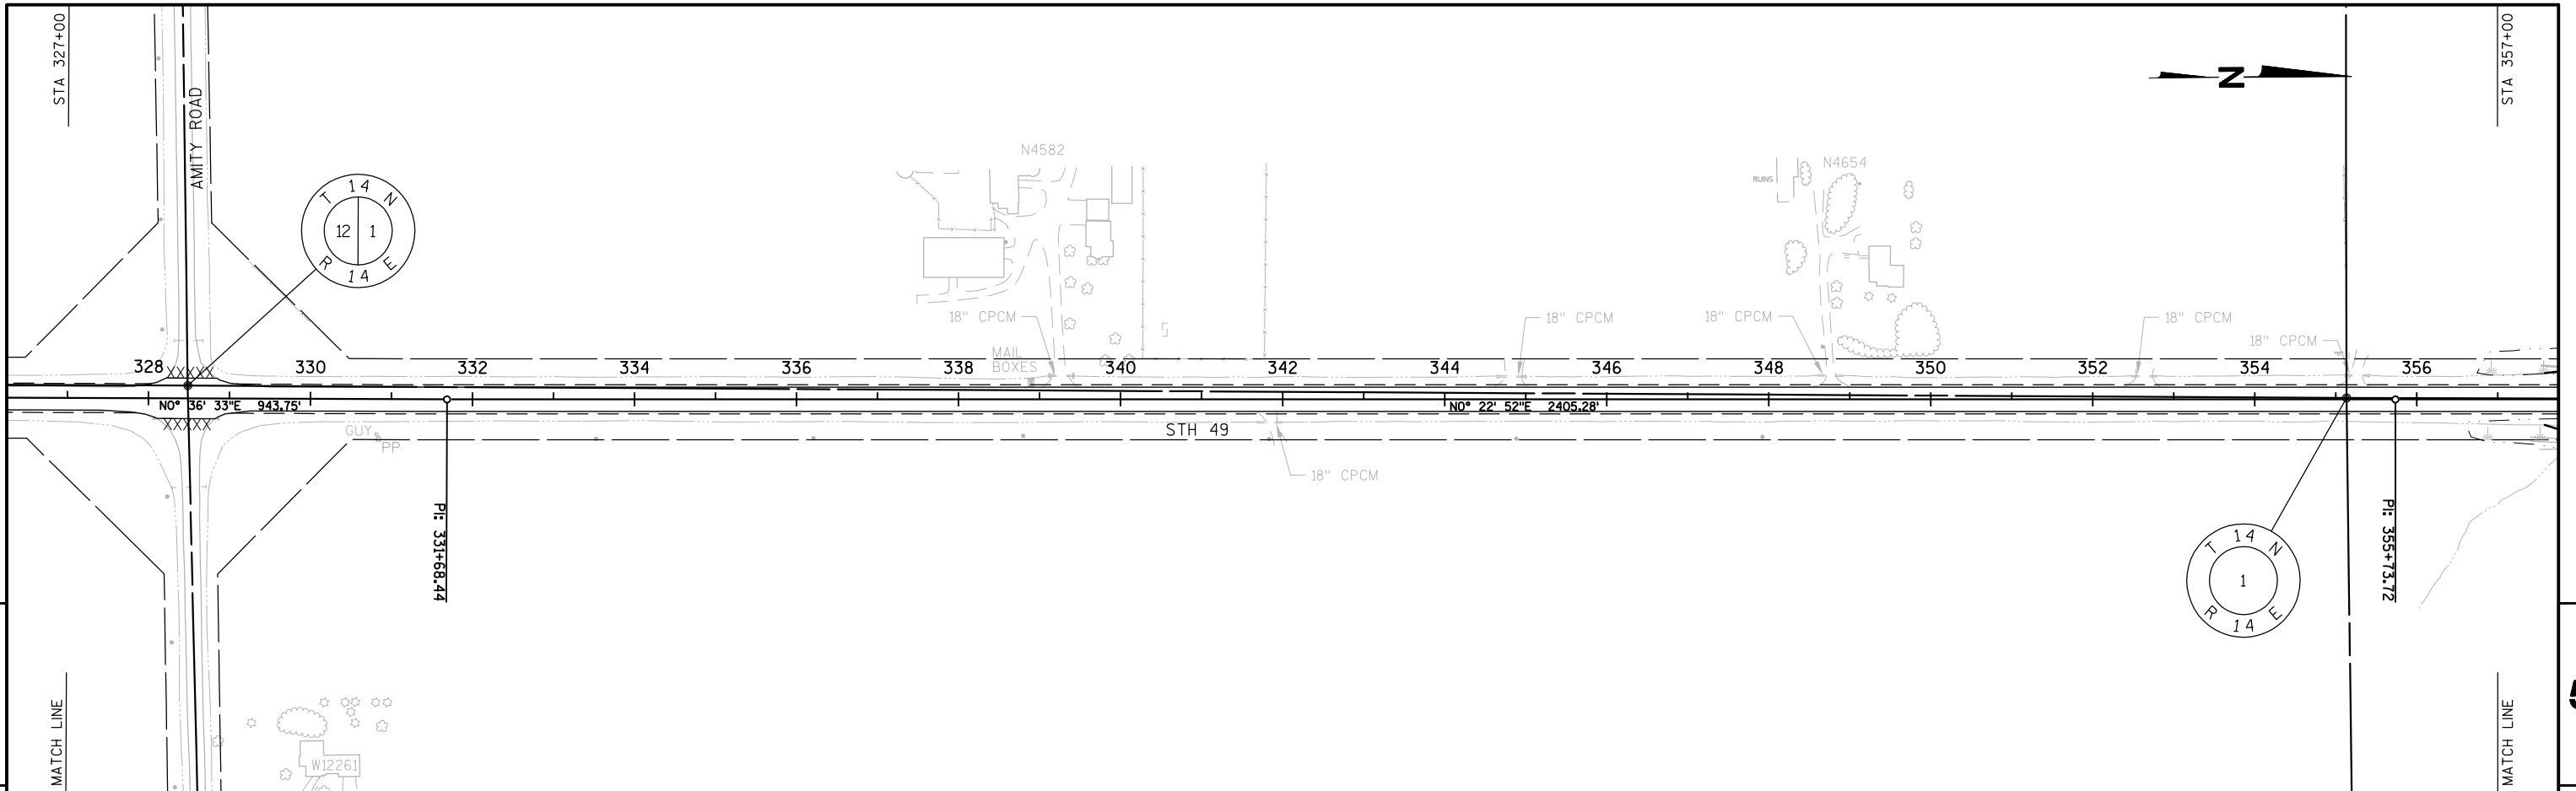 STA 327+00
AMITY ROAD
N
STA 357+00
T 14 N
12 1
R 14 E
N4582
RUINS
N4654
18" CPCM
18" CPCM
18" CPCM
18" CPCM
18" CPCM
MAIL
BOXES
328 330 332 334 336 338 340 342 344 346 348 350 352 354 356
XXXXX
N0° 36' 33"E 943.75'
N0° 22' 52"E 2405.28'
XXXXX
GUY
PP
STH 49
18" CPCM
PI: 331+68.44
PI: 355+73.72
T 14 N
1
R 14 E
MATCH LINE
W12261
MATCH LINE